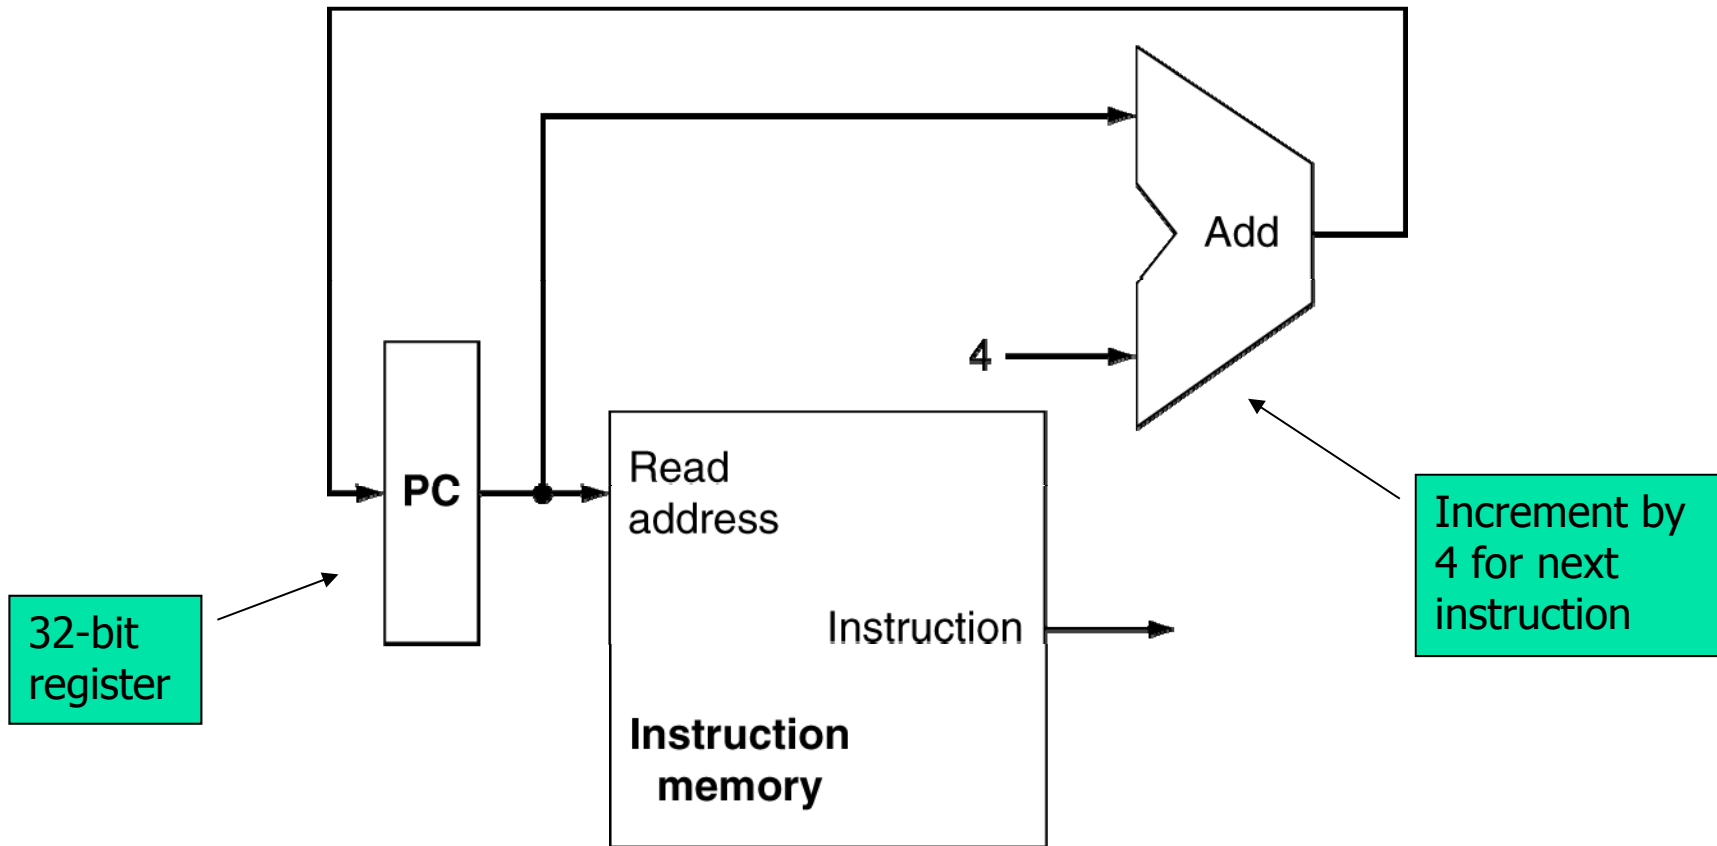 Add
4
PC
Read
address
Increment by
4 for next
instruction
32-bit
register
Instruction
Instruction
memory